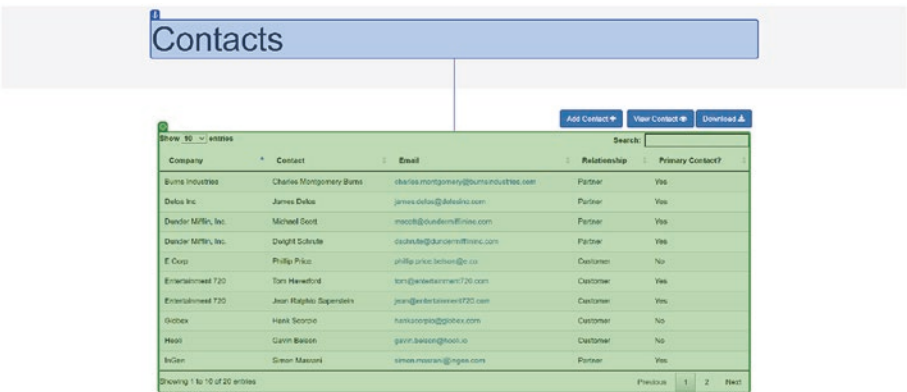 Contacts
Add Contact View Contact Download
Show 10 entries Search:
Company Contact Email Relationship Primary Contact?
Burns Industries Charles Montgomery Burns charles.montgomery@burnsindustries.com Partner Yes
Delos Inc. James Delos james.delos@delosinc.com Partner Yes
Dunder Mifflin, Inc. Michael Scott mscott@dundermifflininc.com Partner Yes
Dunder Mifflin, Inc. Dwight Schrute dschrute@dundermifflininc.com Partner Yes
E Corp Phillip Price Customer No
Entertainment 720 Tom Haverford tom@entertainment720.com Customer Yes
Entertainment 720 Jean Ralphio Saperstein jean@entertainment720.com Customer Yes
Globex Hank Scorpio hankscorpio@globex.com Customer No
Hooli Gavin Belson gavin.belson@hooli.io Customer No
InGen Simon Masrani simon.masrani@ingen.com Partner Yes
Showing 1 to 10 of 20 entries Previous 1 2 Next